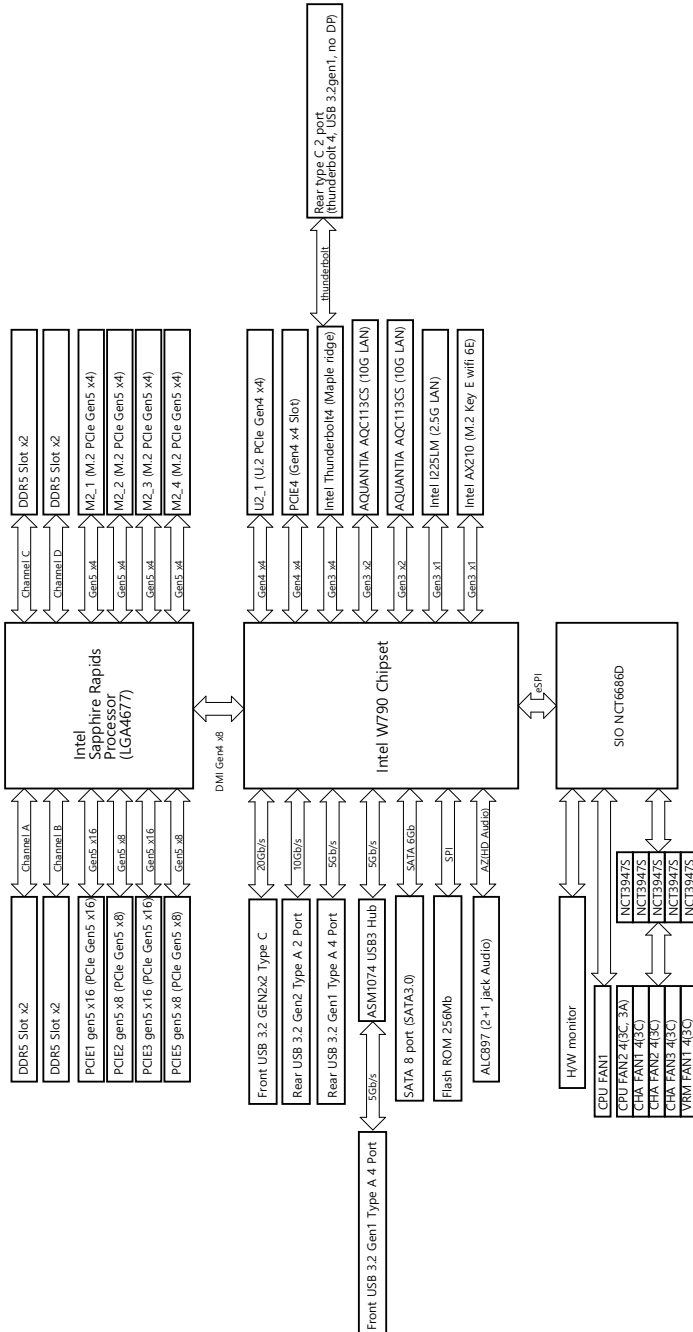 Rear type C 2 port
(thunderbolt 4, USB 3.2gen1, no DP)
thunderbolt
DDR5 Slot x2
DDR5 Slot x2
M2_1 (M.2 PCIe Gen5 x4)
M2_2 (M.2 PCIe Gen5 x4)
M2_3 (M.2 PCIe Gen5 x4)
M2_4 (M.2 PCIe Gen5 x4)
U2_1 (U.2 PCIe Gen4 x4)
PCIE4 (Gen4 x4 Slot)
Intel Thunderbolt4 (Maple ridge)
AQUANTIA AQC113CS (10G LAN)
AQUANTIA AQC113CS (10G LAN)
Intel I225LM (2.5G LAN)
Intel AX210 (M.2 Key E wifi 6E)
Channel C
Channel D
Gen5 x4
Gen5 x4
Gen5 x4
Gen5 x4
Gen4 x4
Gen4 x4
Gen3 x4
Gen3 x2
Gen3 x2
Gen3 x1
Gen3 x1
Intel
Sapphire Rapids
Processor
(LGA4677)
DMI Gen4 x8
Intel W790 Chipset
eSPI
SIO NCT6686D
Channel A
Channel B
Gen5 x16
Gen5 x8
Gen5 x16
Gen5 x8
20Gb/s
10Gb/s
5Gb/s
5Gb/s
SATA 6Gb
SPI
AZ(HD Audio)
DDR5 Slot x2
DDR5 Slot x2
PCIE1 gen5 x16 (PCIe Gen5 x16)
PCIE2 gen5 x8 (PCIe Gen5 x8)
PCIE3 gen5 x16 (PCIe Gen5 x16)
PCIE5 gen5 x8 (PCIe Gen5 x8)
Front USB 3.2 GEN2x2 Type C
Rear USB 3.2 Gen2 Type A 2 Port
Rear USB 3.2 Gen1 Type A 4 Port
ASM1074 USB3 Hub
SATA 8 port (SATA3.0)
Flash ROM 256Mb
ALC897 (2+1 jack Audio)
5Gb/s
Front USB 3.2 Gen1 Type A 4 Port
NCT3947S
NCT3947S
NCT3947S
NCT3947S
NCT3947S
H/W monitor
CPU FAN1
CPU FAN2 4(3C, 3A)
CHA FAN1 4(3C)
CHA FAN2 4(3C)
CHA FAN3 4(3C)
VRM FAN1 4(3C)